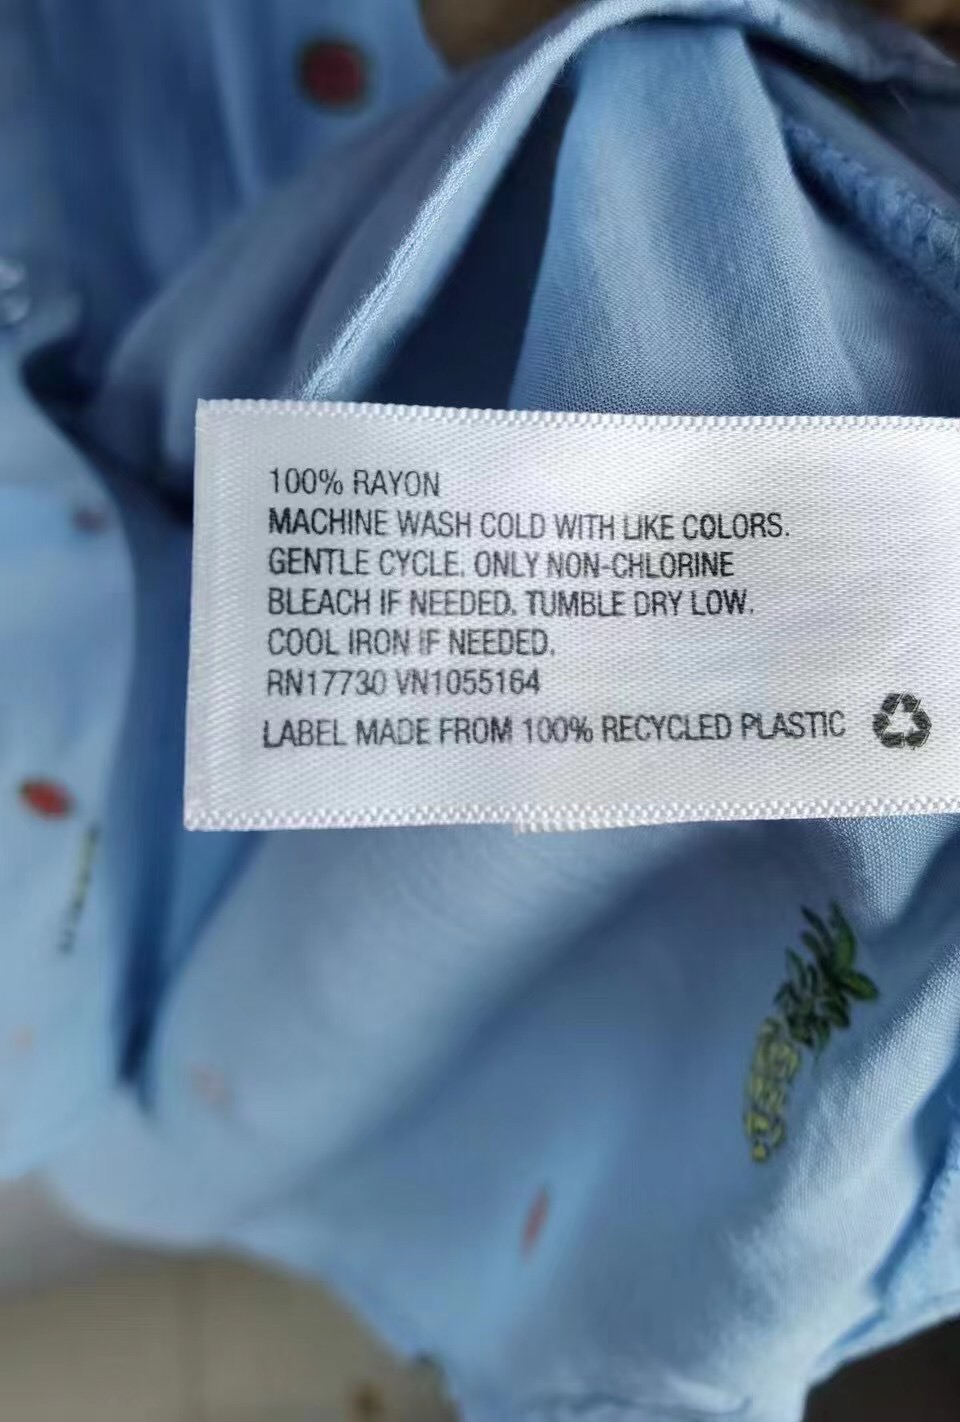 100% RAYON
MACHINE WASH COLD WITH LIKE COLORS.
GENTLE CYCLE. ONLY NON-CHLORINE
BLEACH IF NEEDED. TUMBLE DRY LOW.
COOL IRON IF NEEDED.
RN17730 VN1055164
LABEL MADE FROM 100% RECYCLED PLASTIC